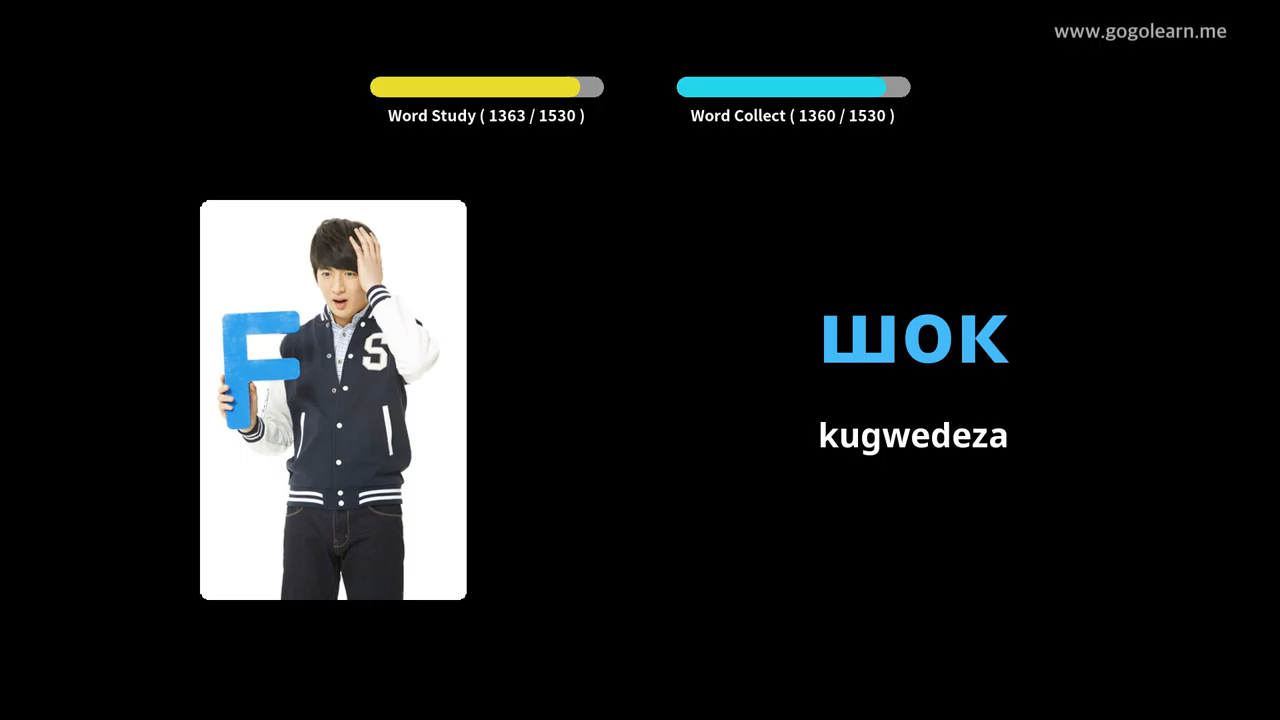 www.gogolearn.me
Word Study ( 1363 / 1530 )
Word Collect ( 1360 / 1530 )
F
S
шок
kugwedeza